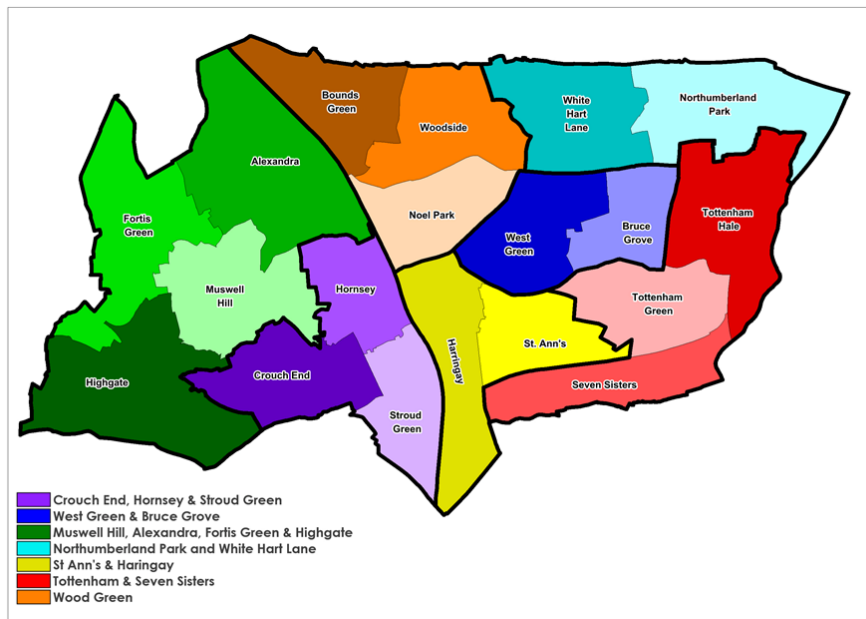 Bounds
Green
Woodside
White
Hart
Lane
Northumberland
Park
Alexandra
Fortis
Green
Noel Park
West
Green
Bruce
Grove
Tottenham
Hale
Muswell
Hill
Hornsey
Tottenham
Green
Harringay
St. Ann's
Highgate
Crouch End
Seven Sisters
Stroud
Green
Crouch End, Hornsey & Stroud Green
West Green & Bruce Grove
Muswell Hill, Alexandra, Fortis Green & Highgate
Northumberland Park and White Hart Lane
St Ann's & Haringay
Tottenham & Seven Sisters
Wood Green